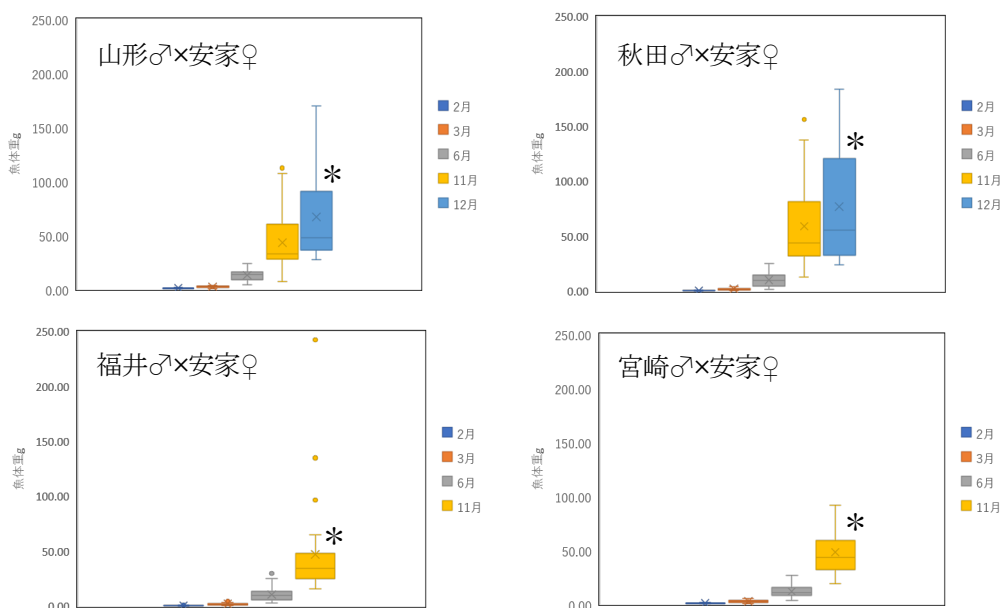 山形♂×安家♀
魚体重g
250.00
200.00
150.00
100.00
50.00
0.00
*
2月
3月
6月
11月
12月
秋田♂×安家♀
魚体重g
250.00
200.00
150.00
100.00
50.00
0.00
*
2月
3月
6月
11月
12月
福井♂×安家♀
魚体重g
250.00
200.00
150.00
100.00
50.00
0.00
*
2月
3月
6月
11月
宮崎♂×安家♀
魚体重g
250.00
200.00
150.00
100.00
50.00
0.00
*
2月
3月
6月
11月